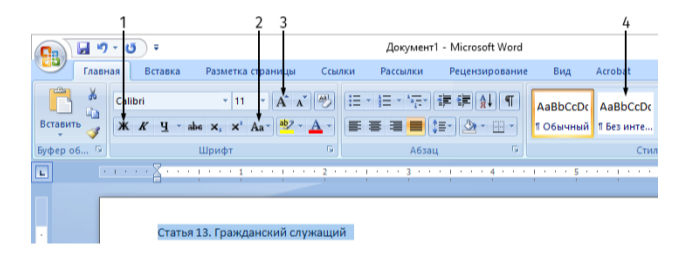 1 2 3 4
Документ1 - Microsoft Word
Главная Вставка Разметка страницы Ссылки Рассылки Рецензирование Вид Acrobat
Calibri 11 A A Aa
Вставить Ж К Ч abc x, x² Aa A AaBbCcDc AaBbCcDc
¶ Обычный ¶ Без инте...
Буфер об... Шрифт Абзац Стил
1 2 3 4 5
Статья 13. Гражданский служащий